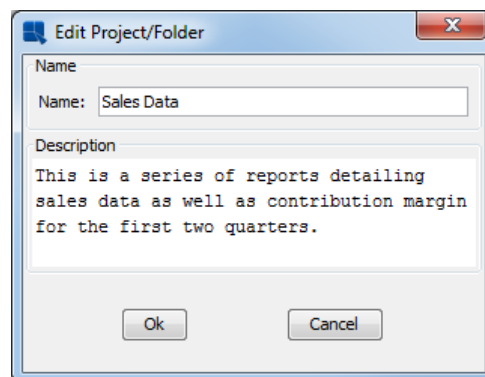 Edit Project/Folder
Name
Name: Sales Data
Description
This is a series of reports detailing
sales data as well as contribution margin
for the first two quarters.
Ok Cancel